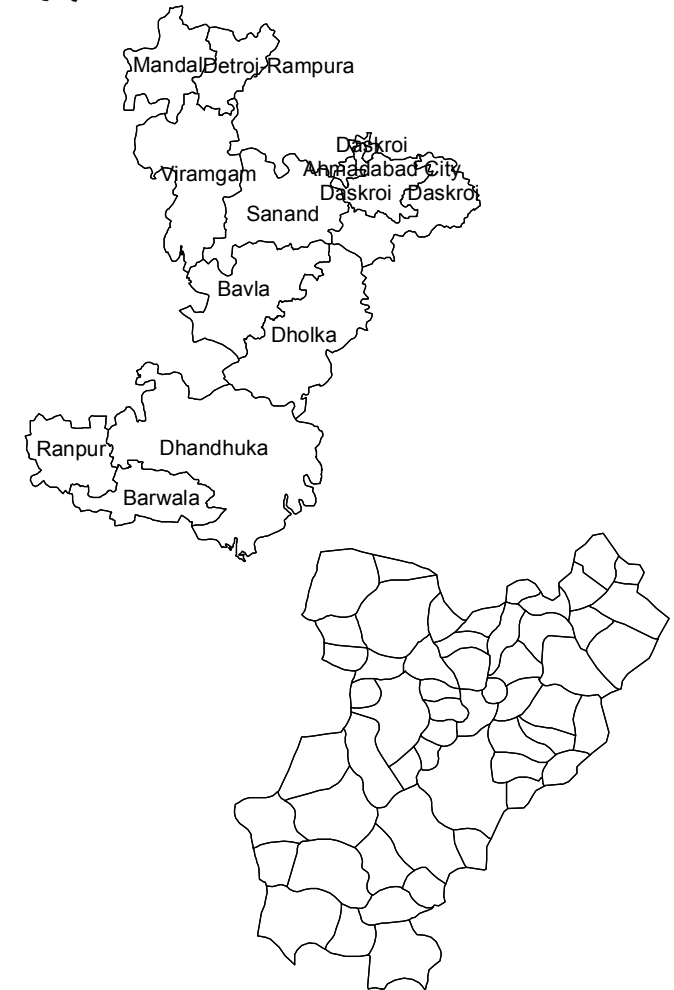 Mandal
Detroj-Rampura
Daskroi
Ahmadabad City
Viramgam
Daskroi
Daskroi
Sanand
Bavla
Dholka
Ranpur
Dhandhuka
Barwala